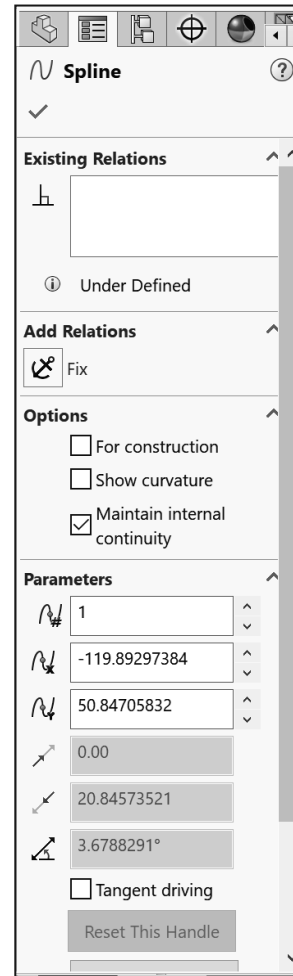 Spline
Existing Relations
Under Defined
Add Relations
Fix
Options
For construction
Show curvature
Maintain internal
continuity
Parameters
1
-119.89297384
50.84705832
0.00
20.84573521
3.6788291°
Tangent driving
Reset This Handle